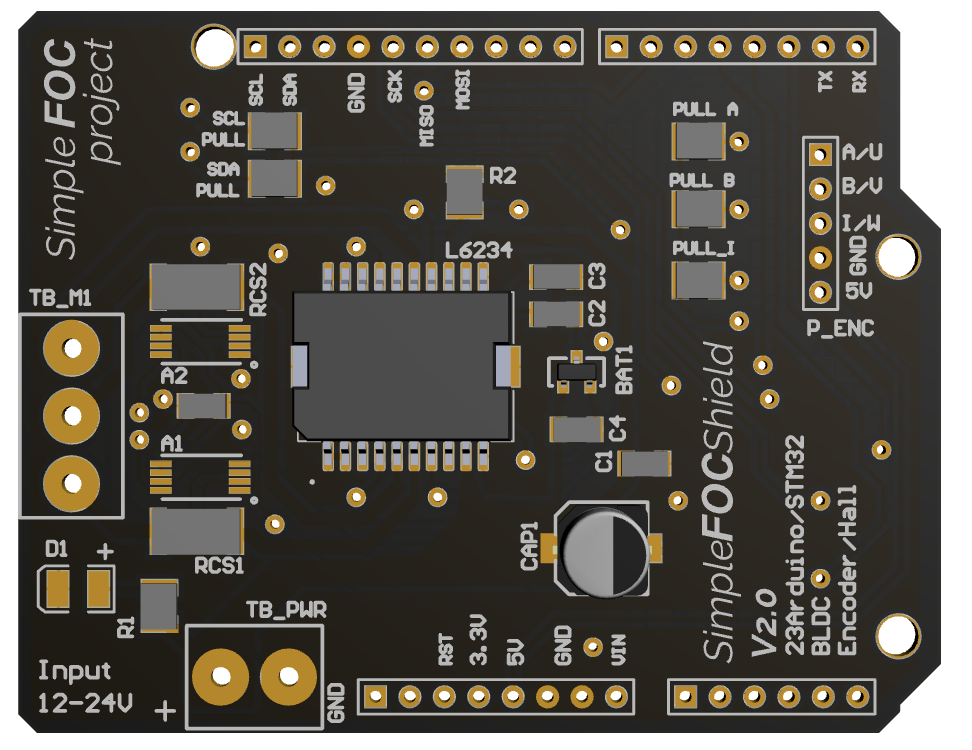 Simple FOC
project
SCL
SDA
GND
SCK
MISO
MOSI
TX
RX
SCL
PULL
SDA
PULL
R2
PULL A
PULL B
PULL_I
A/U
B/V
I/W
GND
5V
P_ENC
L6234
TB_M1
RCS2
C3
C2
BAT1
A2
A1
C4
C1
RCS1
CAP1
D1
+
R1
TB_PWR
Input
12-24V
+
GND
RST
3.3V
5V
GND
VIN
SimpleFOCShield
V2.0
23Arduino/STM32
BLDC
Encoder/Hall